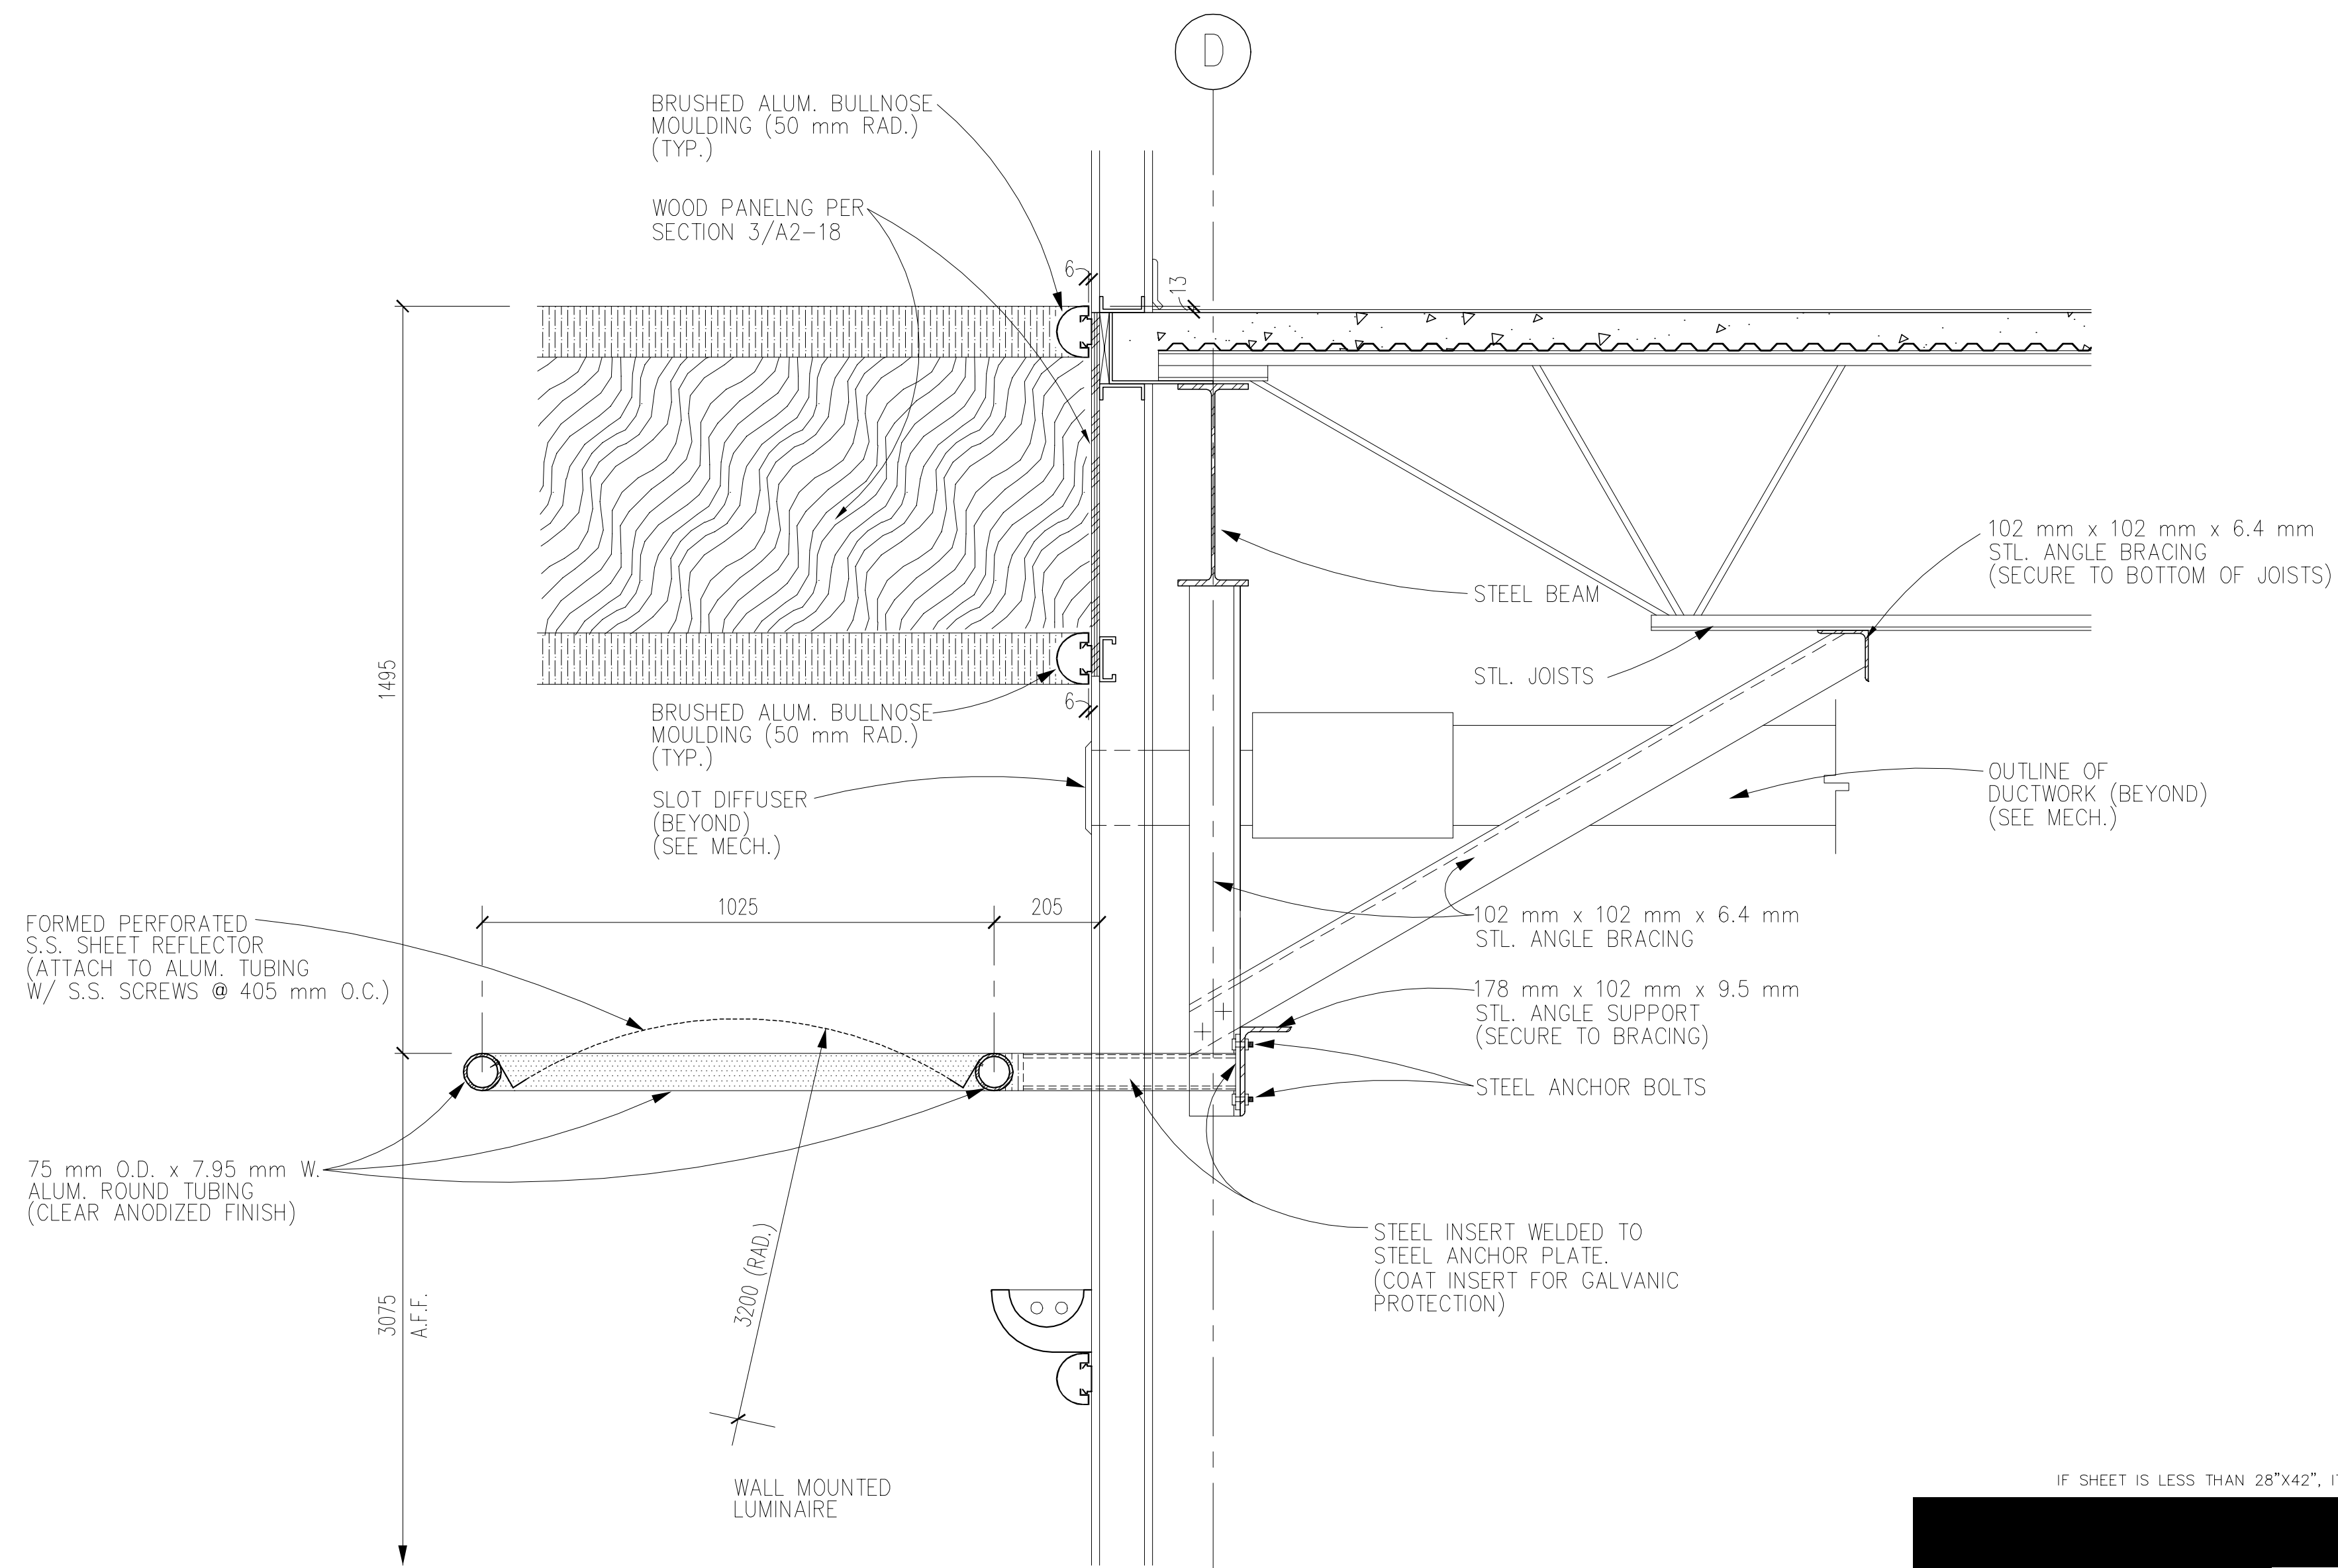 D
BRUSHED ALUM. BULLNOSE
MOULDING (50 mm RAD.)
(TYP.)
WOOD PANELNG PER
SECTION 3/A2-18
6
13
1495
102 mm x 102 mm x 6.4 mm
STL. ANGLE BRACING
(SECURE TO BOTTOM OF JOISTS)
STEEL BEAM
STL. JOISTS
6
BRUSHED ALUM. BULLNOSE
MOULDING (50 mm RAD.)
(TYP.)
SLOT DIFFUSER
(BEYOND)
(SEE MECH.)
OUTLINE OF
DUCTWORK (BEYOND)
(SEE MECH.)
1025
205
FORMED PERFORATED
S.S. SHEET REFLECTOR
(ATTACH TO ALUM. TUBING
W/ S.S. SCREWS @ 405 mm O.C.)
102 mm x 102 mm x 6.4 mm
STL. ANGLE BRACING
178 mm x 102 mm x 9.5 mm
STL. ANGLE SUPPORT
(SECURE TO BRACING)
STEEL ANCHOR BOLTS
75 mm O.D. x 7.95 mm W.
ALUM. ROUND TUBING
(CLEAR ANODIZED FINISH)
3075
A.F.F.
3200 (RAD.)
STEEL INSERT WELDED TO
STEEL ANCHOR PLATE.
(COAT INSERT FOR GALVANIC
PROTECTION)
WALL MOUNTED
LUMINAIRE
IF SHEET IS LESS THAN 28"X42",